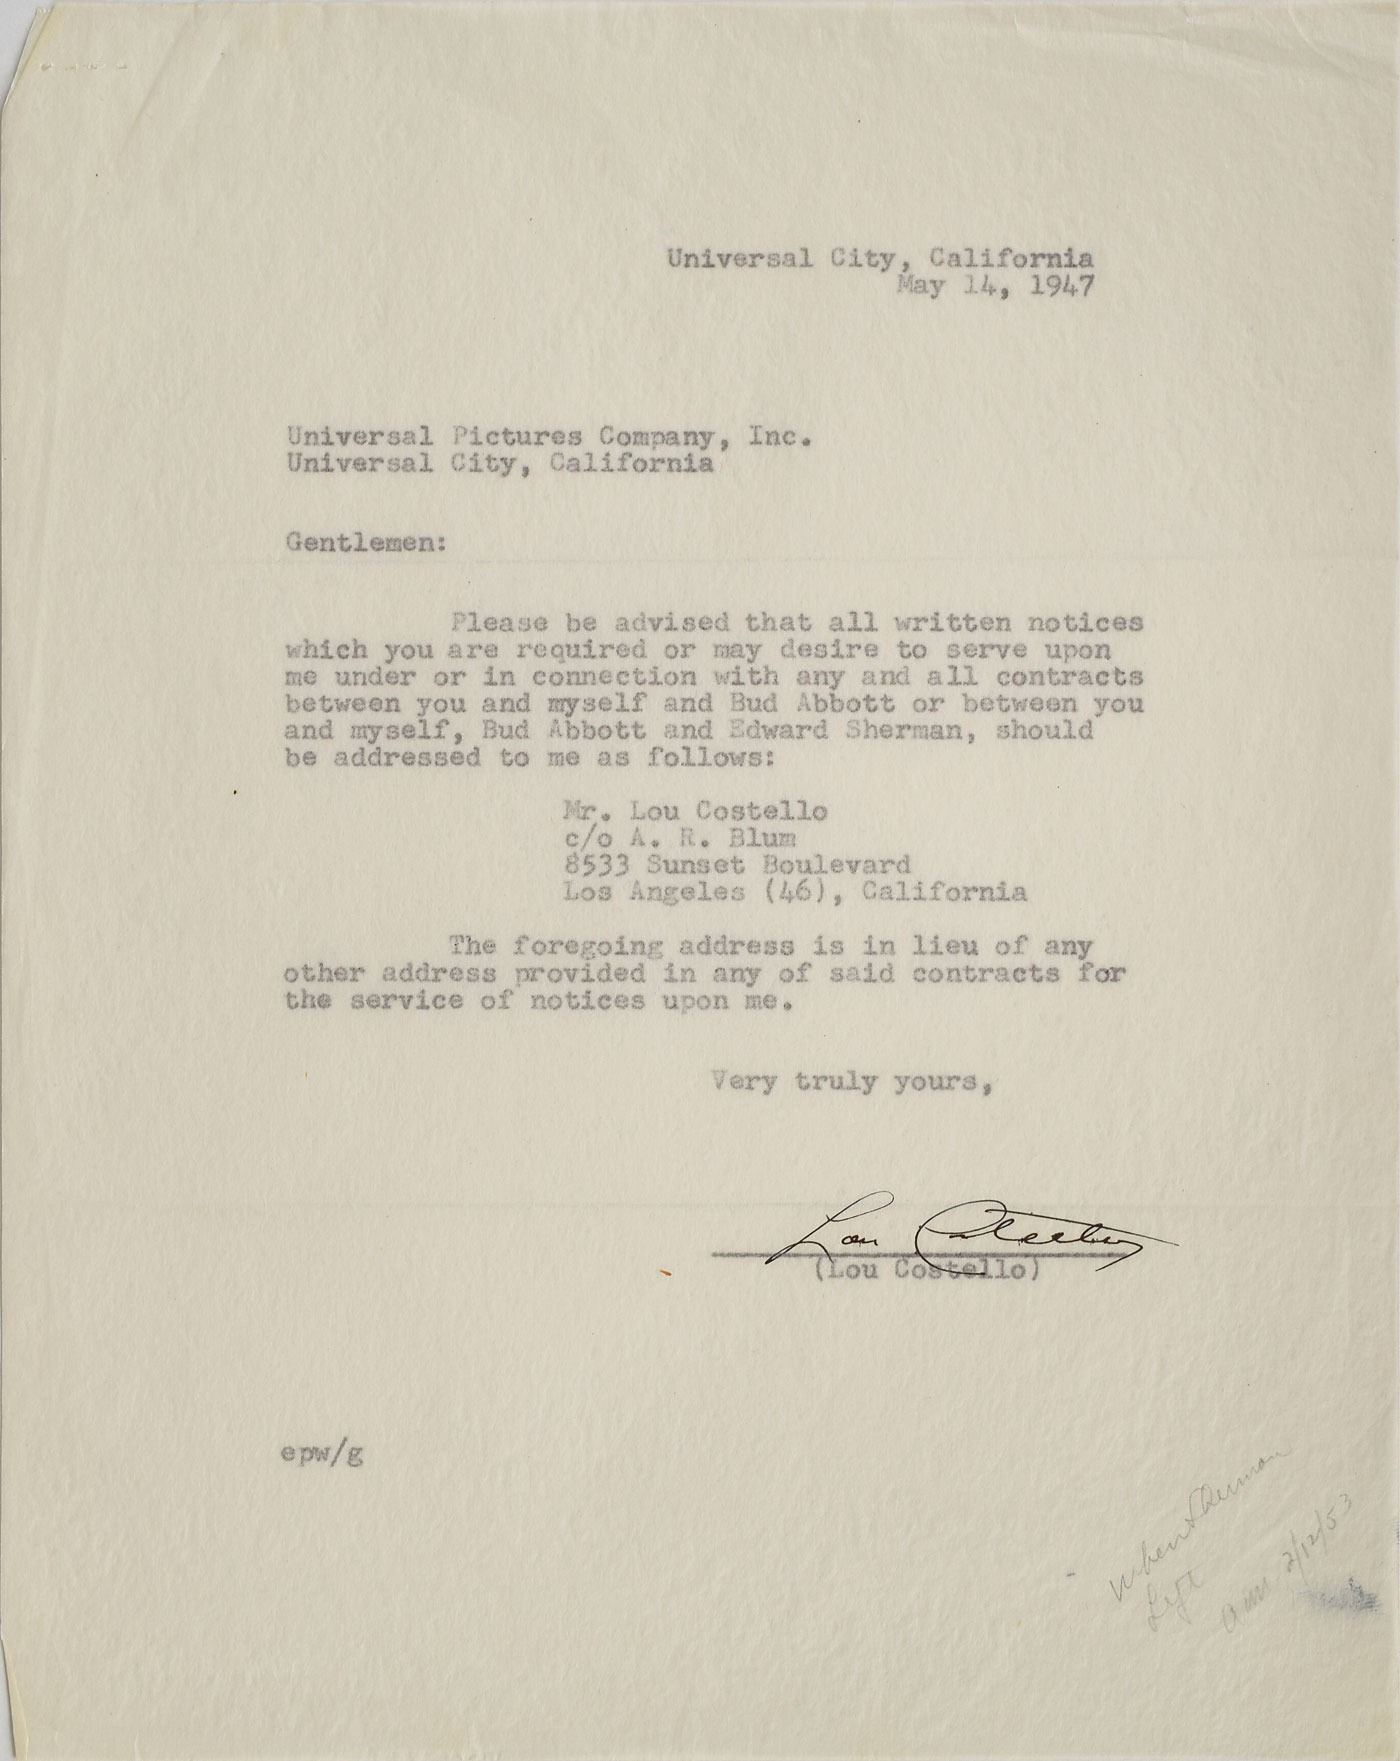 Universal City, California
May 14, 1947
Universal Pictures Company, Inc.
Universal City, California
Gentlemen:
Please be advised that all written notices
which you are required or may desire to serve upon
me under or in connection with any and all contracts
between you and myself and Bud Abbott or between you
and myself, Bud Abbott and Edward Sherman, should
be addressed to me as follows:
Mr. Lou Costello
c/o A. R. Blum
8533 Sunset Boulevard
Los Angeles (46), California
The foregoing address is in lieu of any
other address provided in any of said contracts for
the service of notices upon me.
Very truly yours,
Lou Costello
(Lou Costello)
epw/g
When Sherman
Left
2/12/53